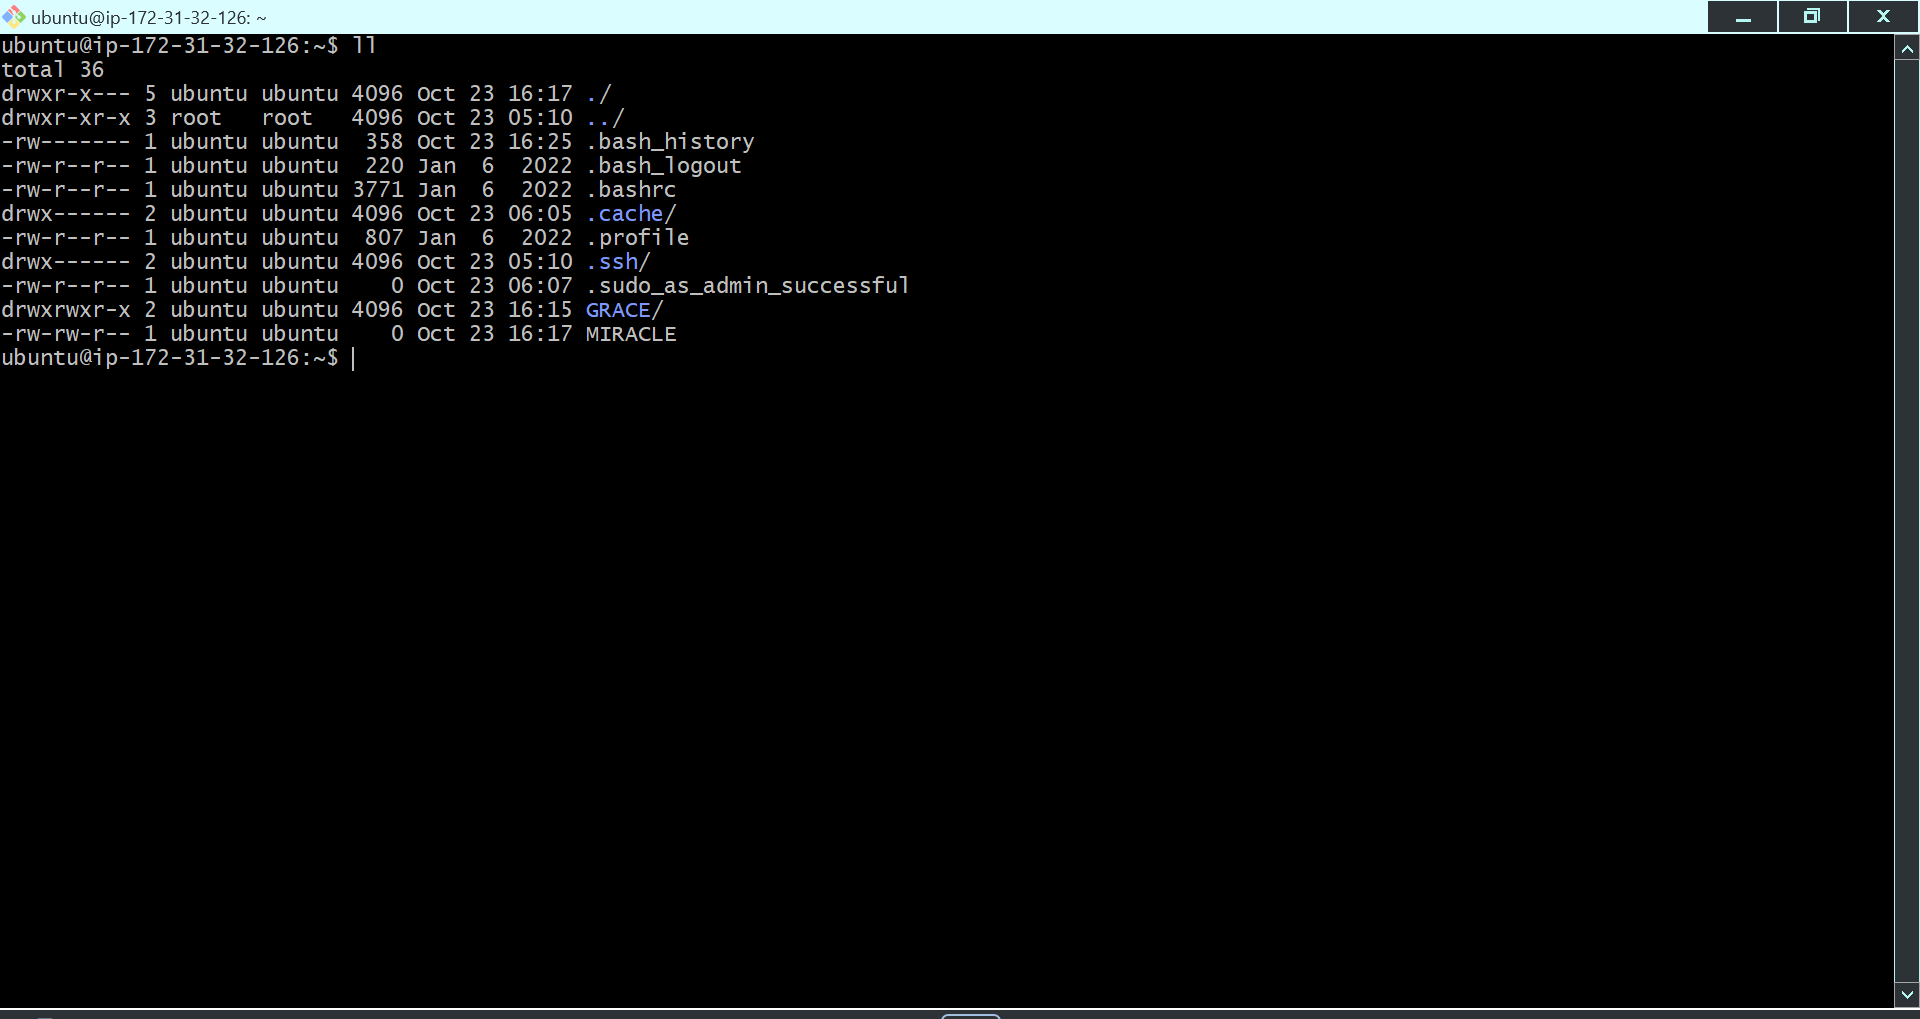 ubuntu@ip-172-31-32-126: ~
ubuntu@ip-172-31-32-126:~$ ll
total 36
drwxr-x--- 5 ubuntu ubuntu 4096 Oct 23 16:17 ./
drwxr-xr-x 3 root   root   4096 Oct 23 05:10 ../
-rw------- 1 ubuntu ubuntu  358 Oct 23 16:25 .bash_history
-rw-r--r-- 1 ubuntu ubuntu  220 Jan  6  2022 .bash_logout
-rw-r--r-- 1 ubuntu ubuntu 3771 Jan  6  2022 .bashrc
drwx------ 2 ubuntu ubuntu 4096 Oct 23 06:05 .cache/
-rw-r--r-- 1 ubuntu ubuntu  807 Jan  6  2022 .profile
drwx------ 2 ubuntu ubuntu 4096 Oct 23 05:10 .ssh/
-rw-r--r-- 1 ubuntu ubuntu    0 Oct 23 06:07 .sudo_as_admin_successful
drwxrwxr-x 2 ubuntu ubuntu 4096 Oct 23 16:15 GRACE/
-rw-rw-r-- 1 ubuntu ubuntu    0 Oct 23 16:17 MIRACLE
ubuntu@ip-172-31-32-126:~$